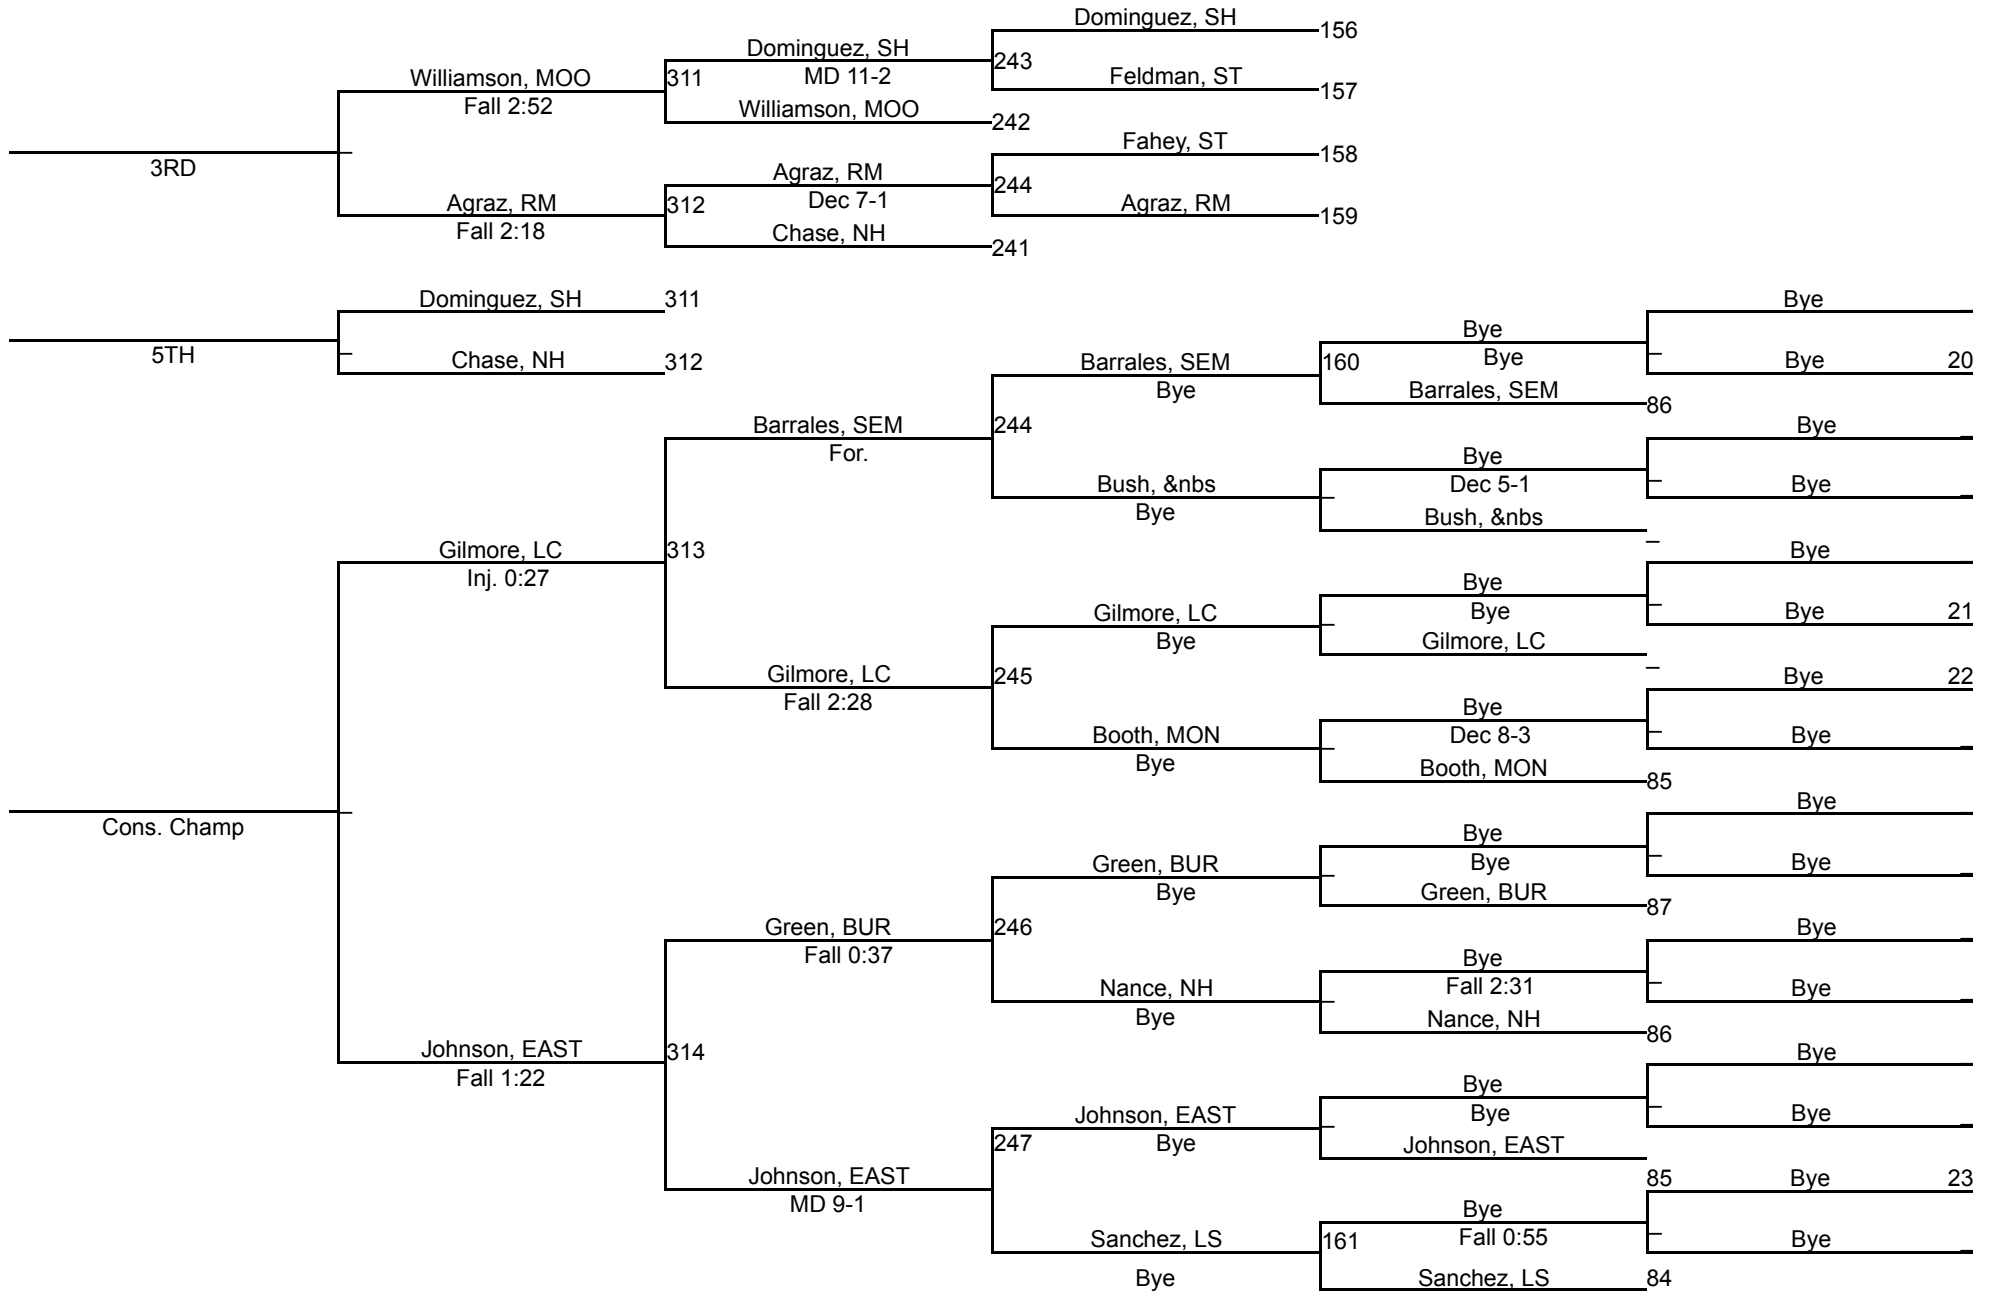 Dominguez, SH
156
Dominguez, SH
243
MD 11-2
Feldman, ST
157
Williamson, MOO
311
Fall 2:52
Williamson, MOO
242
Fahey, ST
158
3RD
Agraz, RM
244
Dec 7-1
Agraz, RM
159
Agraz, RM
312
Fall 2:18
Chase, NH
241
Dominguez, SH
311
5TH
Chase, NH
312
Bye
Bye
Bye
Bye 20
Barrales, SEM
160
Bye
Barrales, SEM
86
Barrales, SEM
244
For.
Bye
Bye
Dec 5-1
Bye
Bush, &nbs
Bye
Bush, &nbs
Gilmore, LC
313
Inj. 0:27
Bye
Bye
Bye
Bye 21
Gilmore, LC
Bye
Gilmore, LC
Gilmore, LC
245
Fall 2:28
Bye 22
Bye
Dec 8-3
Bye
Booth, MON
Bye
Booth, MON
85
Cons. Champ
Bye
Bye
Bye
Bye
Green, BUR
Bye
Green, BUR
87
Green, BUR
246
Fall 0:37
Bye
Bye
Fall 2:31
Bye
Nance, NH
Bye
Nance, NH
86
Johnson, EAST
314
Fall 1:22
Bye
Bye
Bye
Bye
Johnson, EAST
247
Bye
Johnson, EAST
85
Johnson, EAST
MD 9-1
Bye 23
Bye
Fall 0:55
Bye
Sanchez, LS
161
Bye
Sanchez, LS
84